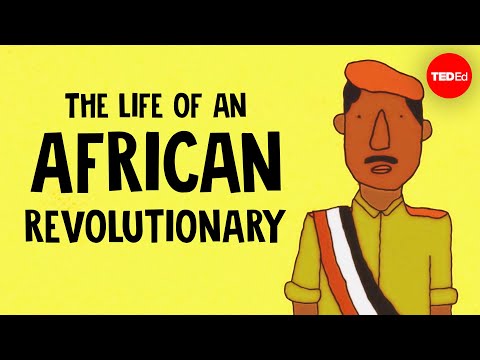 THE LIFE OF AN
AFRICAN
REVOLUTIONARY
TEDEd